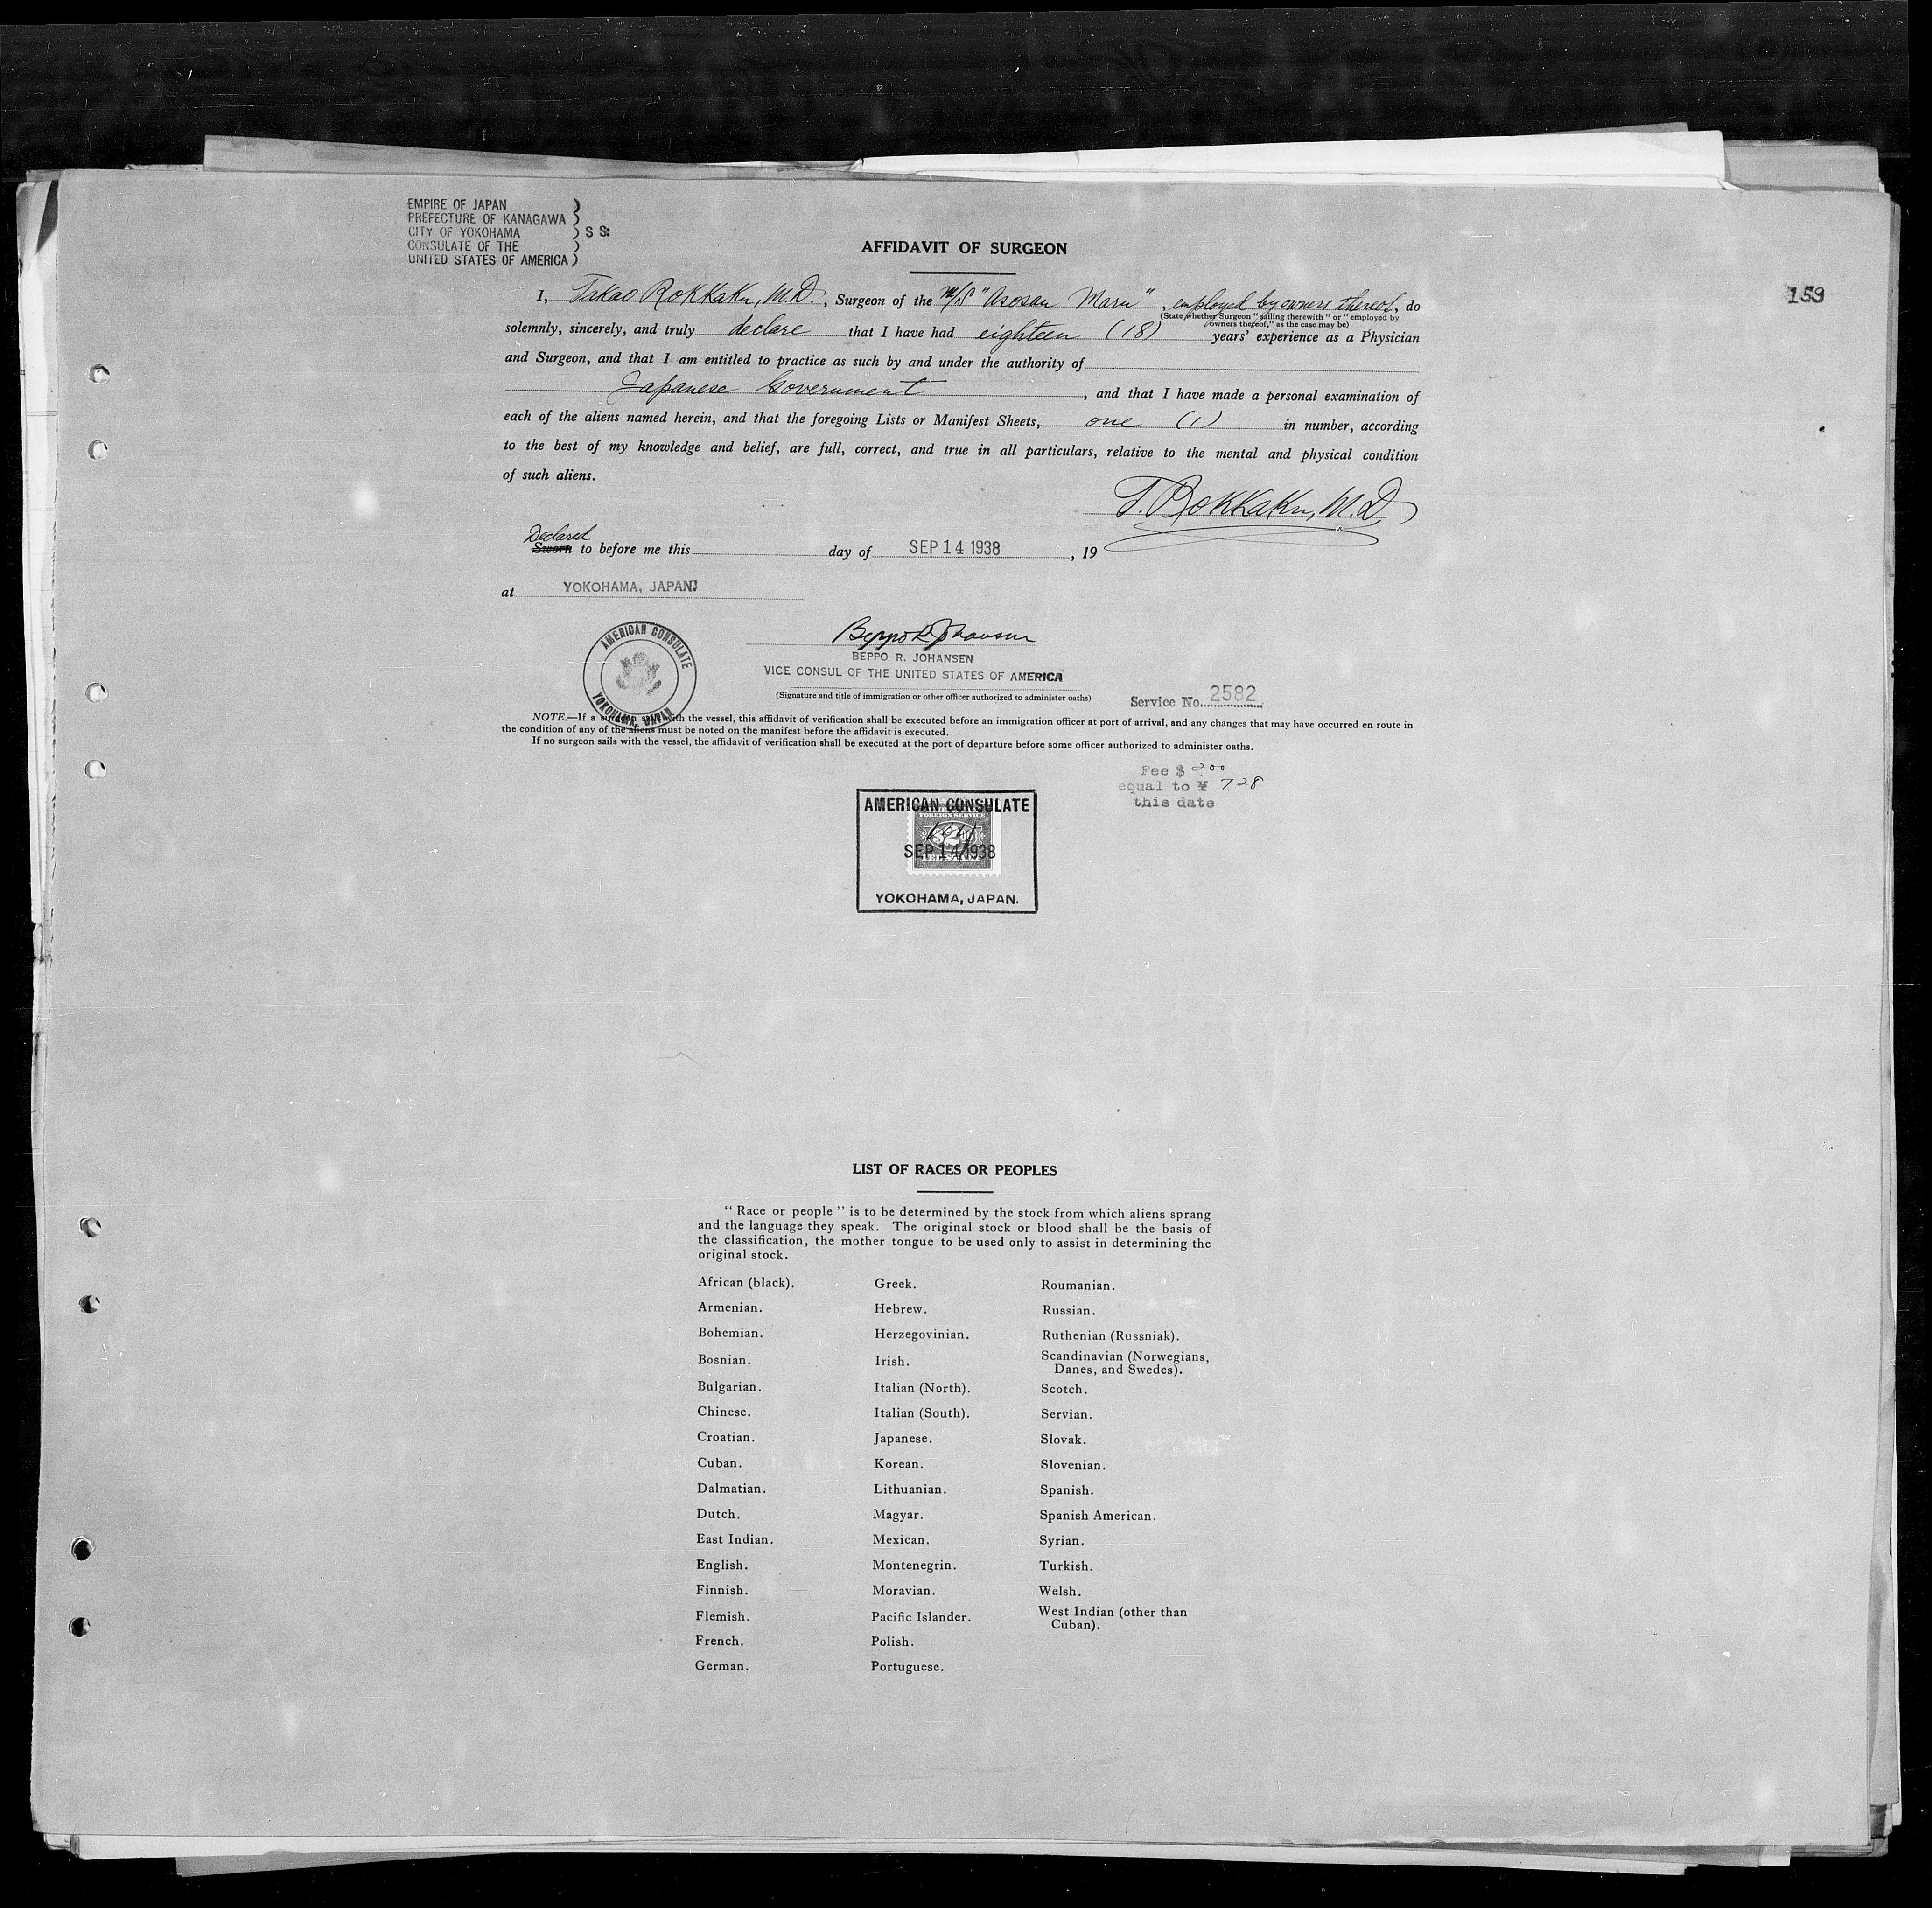 EMPIRE OF JAPAN )
PREFECTURE OF KANAGAWA )
CITY OF YOKOHAMA ) S S:
CONSULATE OF THE )
UNITED STATES OF AMERICA )
AFFIDAVIT OF SURGEON
159
I, Takao Rokkaku, M.D., Surgeon of the M/S "Asosan Maru", employed by owners thereof, do
(State whether Surgeon "sailing therewith" or "employed by
owners thereof," as the case may be)
solemnly, sincerely, and truly declare that I have had eighteen (18) years' experience as a Physician
and Surgeon, and that I am entitled to practice as such by and under the authority of
Japanese Government, and that I have made a personal examination of
each of the aliens named herein, and that the foregoing Lists or Manifest Sheets, one (1) in number, according
to the best of my knowledge and belief, are full, correct, and true in all particulars, relative to the mental and physical condition
of such aliens.
T. Rokkaku, M.D.
Declared
Sworn to before me this day of SEP 14 1938, 19
at YOKOHAMA, JAPAN
AMERICAN CONSULATE
YOKOHAMA, JAPAN
Beppo R. Johansen
BEPPO R. JOHANSEN
VICE CONSUL OF THE UNITED STATES OF AMERICA
(Signature and title of immigration or other officer authorized to administer oaths)
Service No. 2582
NOTE.—If a surgeon sails with the vessel, this affidavit of verification shall be executed before an immigration officer at port of arrival, and any changes that may have occurred en route in
the condition of any of the aliens must be noted on the manifest before the affidavit is executed.
If no surgeon sails with the vessel, the affidavit of verification shall be executed at the port of departure before some officer authorized to administer oaths.
Fee $ 2.00
equal to ¥ 7.28
this date
AMERICAN CONSULATE
FOREIGN SERVICE
$2.00
SEP 14 1938
YOKOHAMA, JAPAN.
LIST OF RACES OR PEOPLES
"Race or people" is to be determined by the stock from which aliens sprang
and the language they speak. The original stock or blood shall be the basis of
the classification, the mother tongue to be used only to assist in determining the
original stock.
African (black).
Armenian.
Bohemian.
Bosnian.
Bulgarian.
Chinese.
Croatian.
Cuban.
Dalmatian.
Dutch.
East Indian.
English.
Finnish.
Flemish.
French.
German.
Greek.
Hebrew.
Herzegovinian.
Irish.
Italian (North).
Italian (South).
Japanese.
Korean.
Lithuanian.
Magyar.
Mexican.
Montenegrin.
Moravian.
Pacific Islander.
Polish.
Portuguese.
Roumanian.
Russian.
Ruthenian (Russniak).
Scandinavian (Norwegians,
Danes, and Swedes).
Scotch.
Servian.
Slovak.
Slovenian.
Spanish.
Spanish American.
Syrian.
Turkish.
Welsh.
West Indian (other than
Cuban).